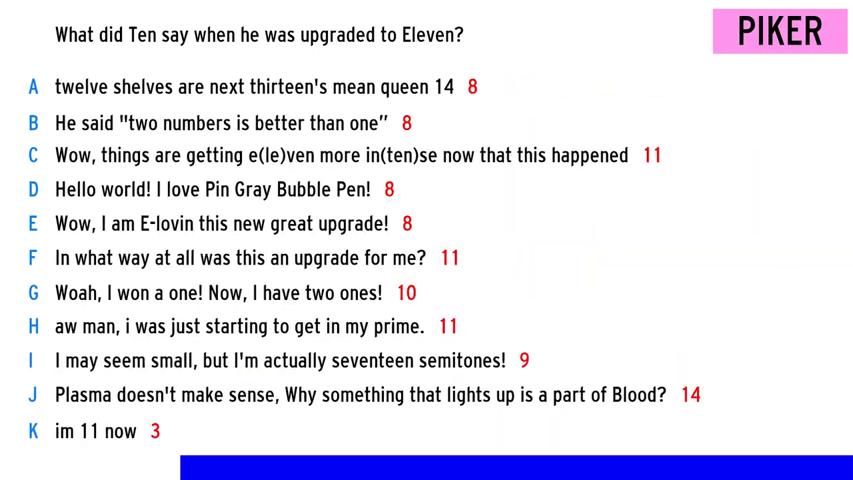 What did Ten say when he was upgraded to Eleven?
PIKER
A twelve shelves are next thirteen's mean queen 14 8
B He said "two numbers is better than one” 8
C Wow, things are getting e(le)ven more in(ten)se now that this happened 11
D Hello world! I love Pin Gray Bubble Pen! 8
E Wow, I am E-lovin this new great upgrade! 8
F In what way at all was this an upgrade for me? 11
G Woah, I won a one! Now, I have two ones! 10
H aw man, i was just starting to get in my prime. 11
I I may seem small, but I'm actually seventeen semitones! 9
J Plasma doesn't make sense, Why something that lights up is a part of Blood? 14
K im 11 now 3